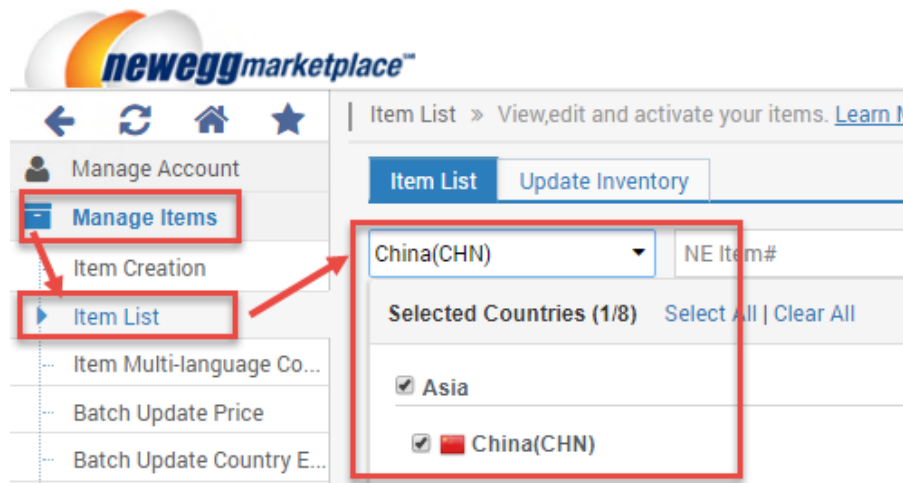 neweggmarketplace™
Item List » View,edit and activate your items. Learn
Manage Account
Item List
Update Inventory
Manage Items
China(CHN)
NE Item#
Item Creation
Selected Countries (1/8) Select All | Clear All
Item List
Item Multi-language Co...
Asia
Batch Update Price
China(CHN)
Batch Update Country E...